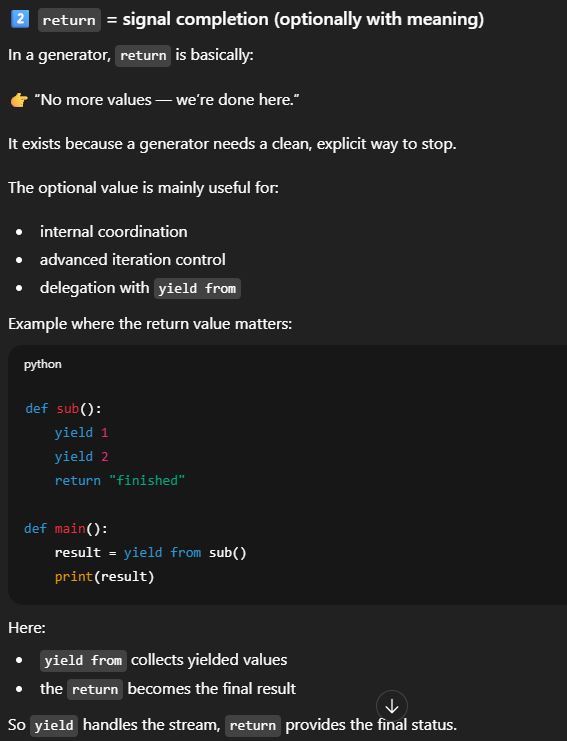 2 return = signal completion (optionally with meaning)
In a generator, return is basically:
👉 "No more values — we're done here."
It exists because a generator needs a clean, explicit way to stop.
The optional value is mainly useful for:
• internal coordination
• advanced iteration control
• delegation with yield from
Example where the return value matters:
python
def sub():
    yield 1
    yield 2
    return "finished"
def main():
    result = yield from sub()
    print(result)
Here:
• yield from collects yielded values
• the return becomes the final result
So yield handles the stream, return provides the final status.